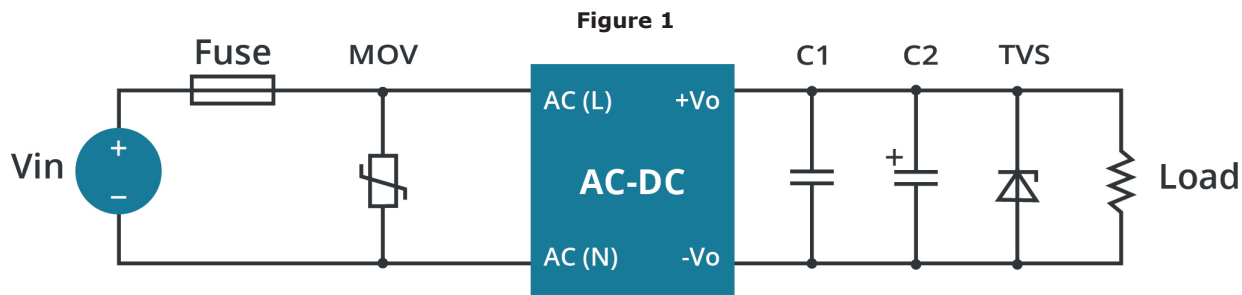 Figure 1
Fuse
MOV
C1
C2
TVS
AC (L)
+Vo
+
+
Vin
AC-DC
Load
−
AC (N)
-Vo